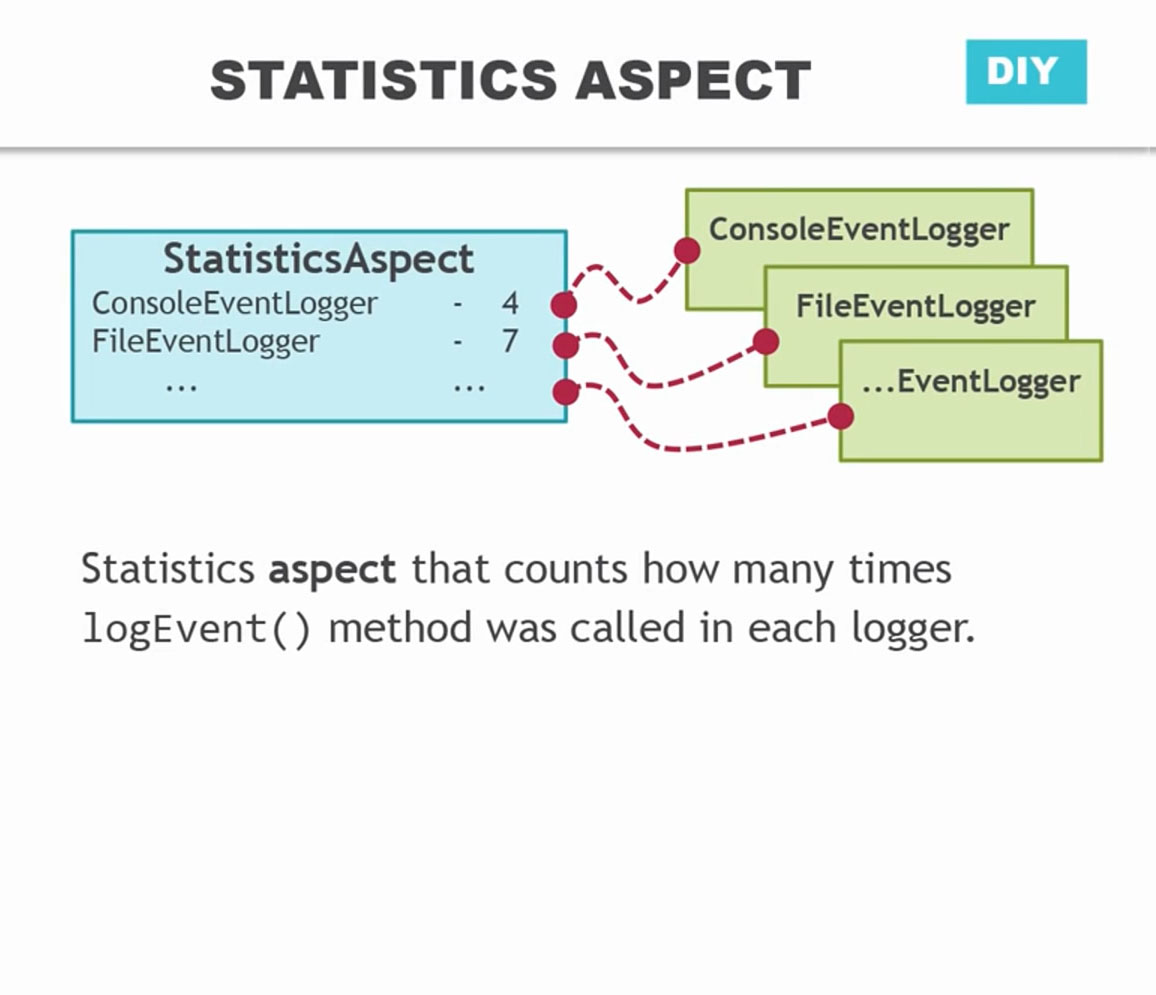 STATISTICS ASPECT
DIY
StatisticsAspect
ConsoleEventLogger - 4
FileEventLogger - 7
... ...
ConsoleEventLogger
FileEventLogger
...EventLogger
Statistics aspect that counts how many times
logEvent() method was called in each logger.